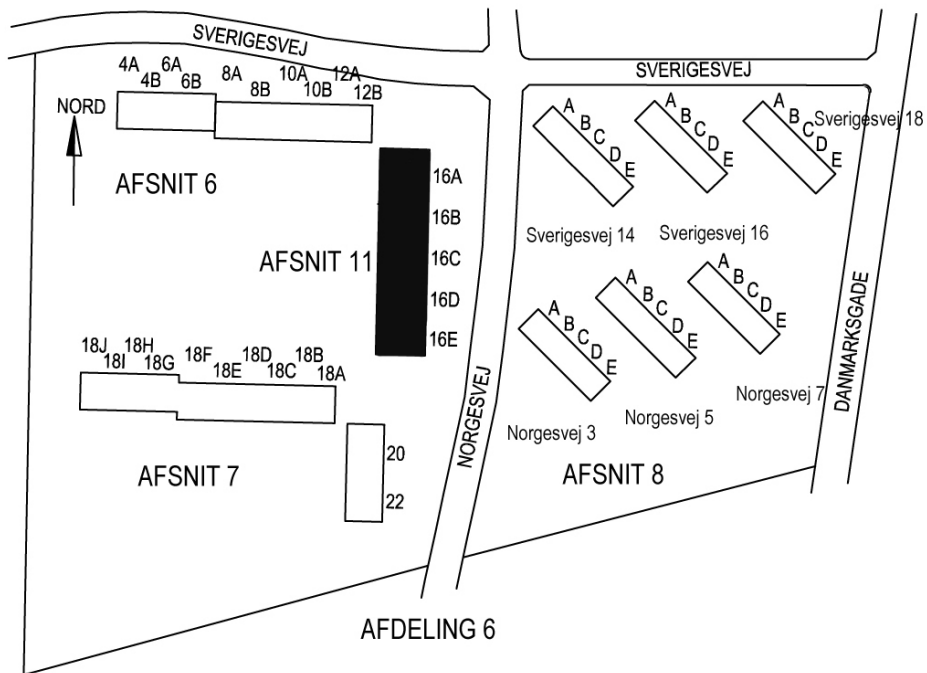 SVERIGESVEJ
SVERIGESVEJ
4A 6A 8A 10A 12A
4B 6B 8B 10B 12B
NORD
AFSNIT 6
16A
16B
AFSNIT 11
16C
16D
16E
A B C D E
A B C D E
A B C D E
Sverigesvej 18
Sverigesvej 14
Sverigesvej 16
A B C D E
A B C D E
A B C D E
Norgesvej 3
Norgesvej 5
Norgesvej 7
AFSNIT 8
NORGESVEJ
DANMARKSGADE
18J 18H 18F 18D 18B
18I 18G 18E 18C 18A
AFSNIT 7
20
22
AFDELING 6